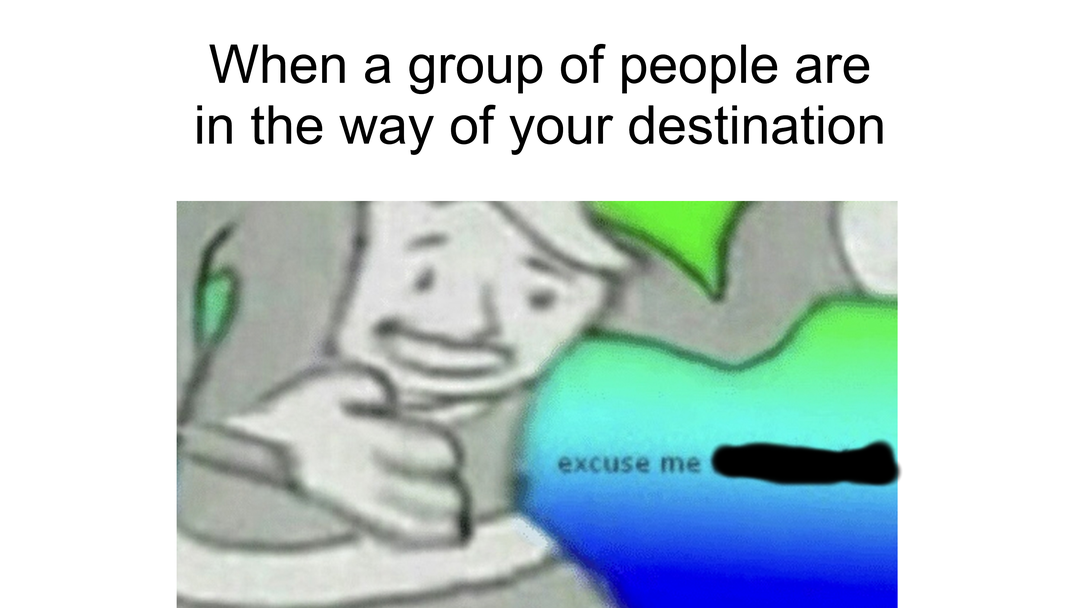 When a group of people are
in the way of your destination
excuse me